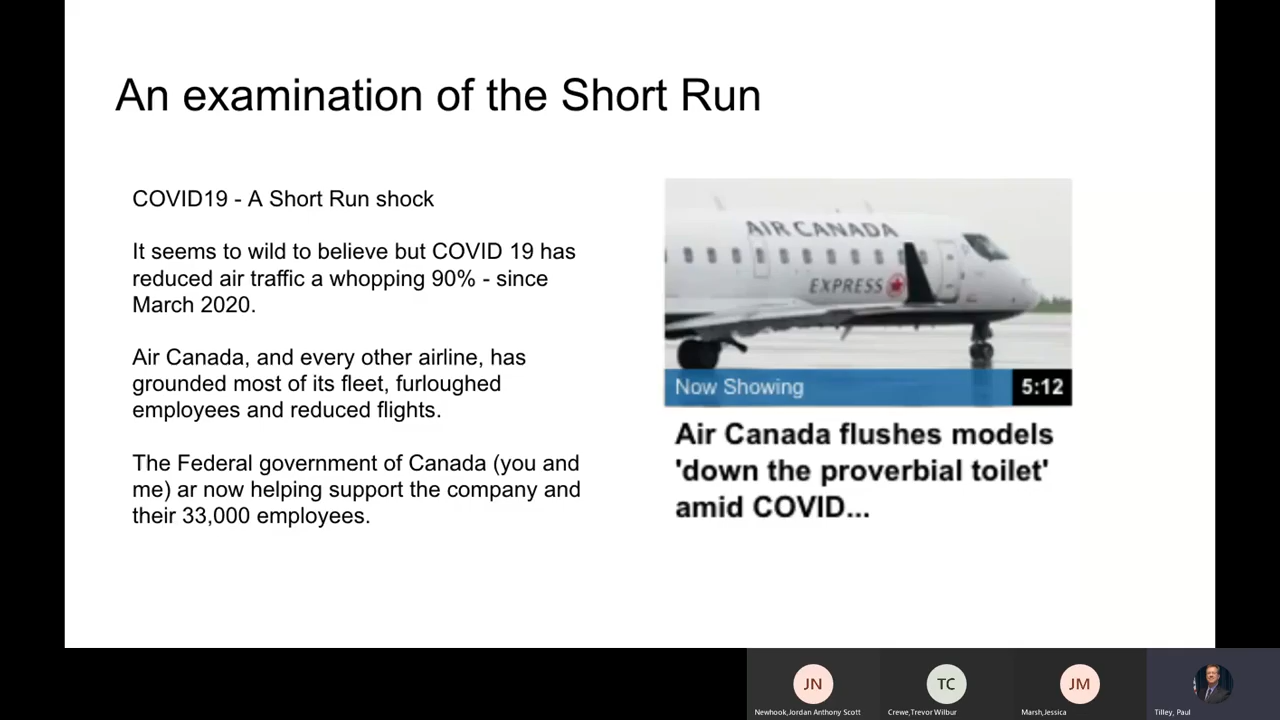 An examination of the Short Run
COVID19 - A Short Run shock
It seems to wild to believe but COVID 19 has
reduced air traffic a whopping 90% - since
March 2020.
Air Canada, and every other airline, has
grounded most of its fleet, furloughed
employees and reduced flights.
The Federal government of Canada (you and
me) ar now helping support the company and
their 33,000 employees.
AIR CANADA
EXPRESS
Now Showing 5:12
Air Canada flushes models
'down the proverbial toilet'
amid COVID...
JN TC JM
Newhook,Jordan Anthony Scott Crewe,Trevor Wilbur Marsh,Jessica Tilley, Paul